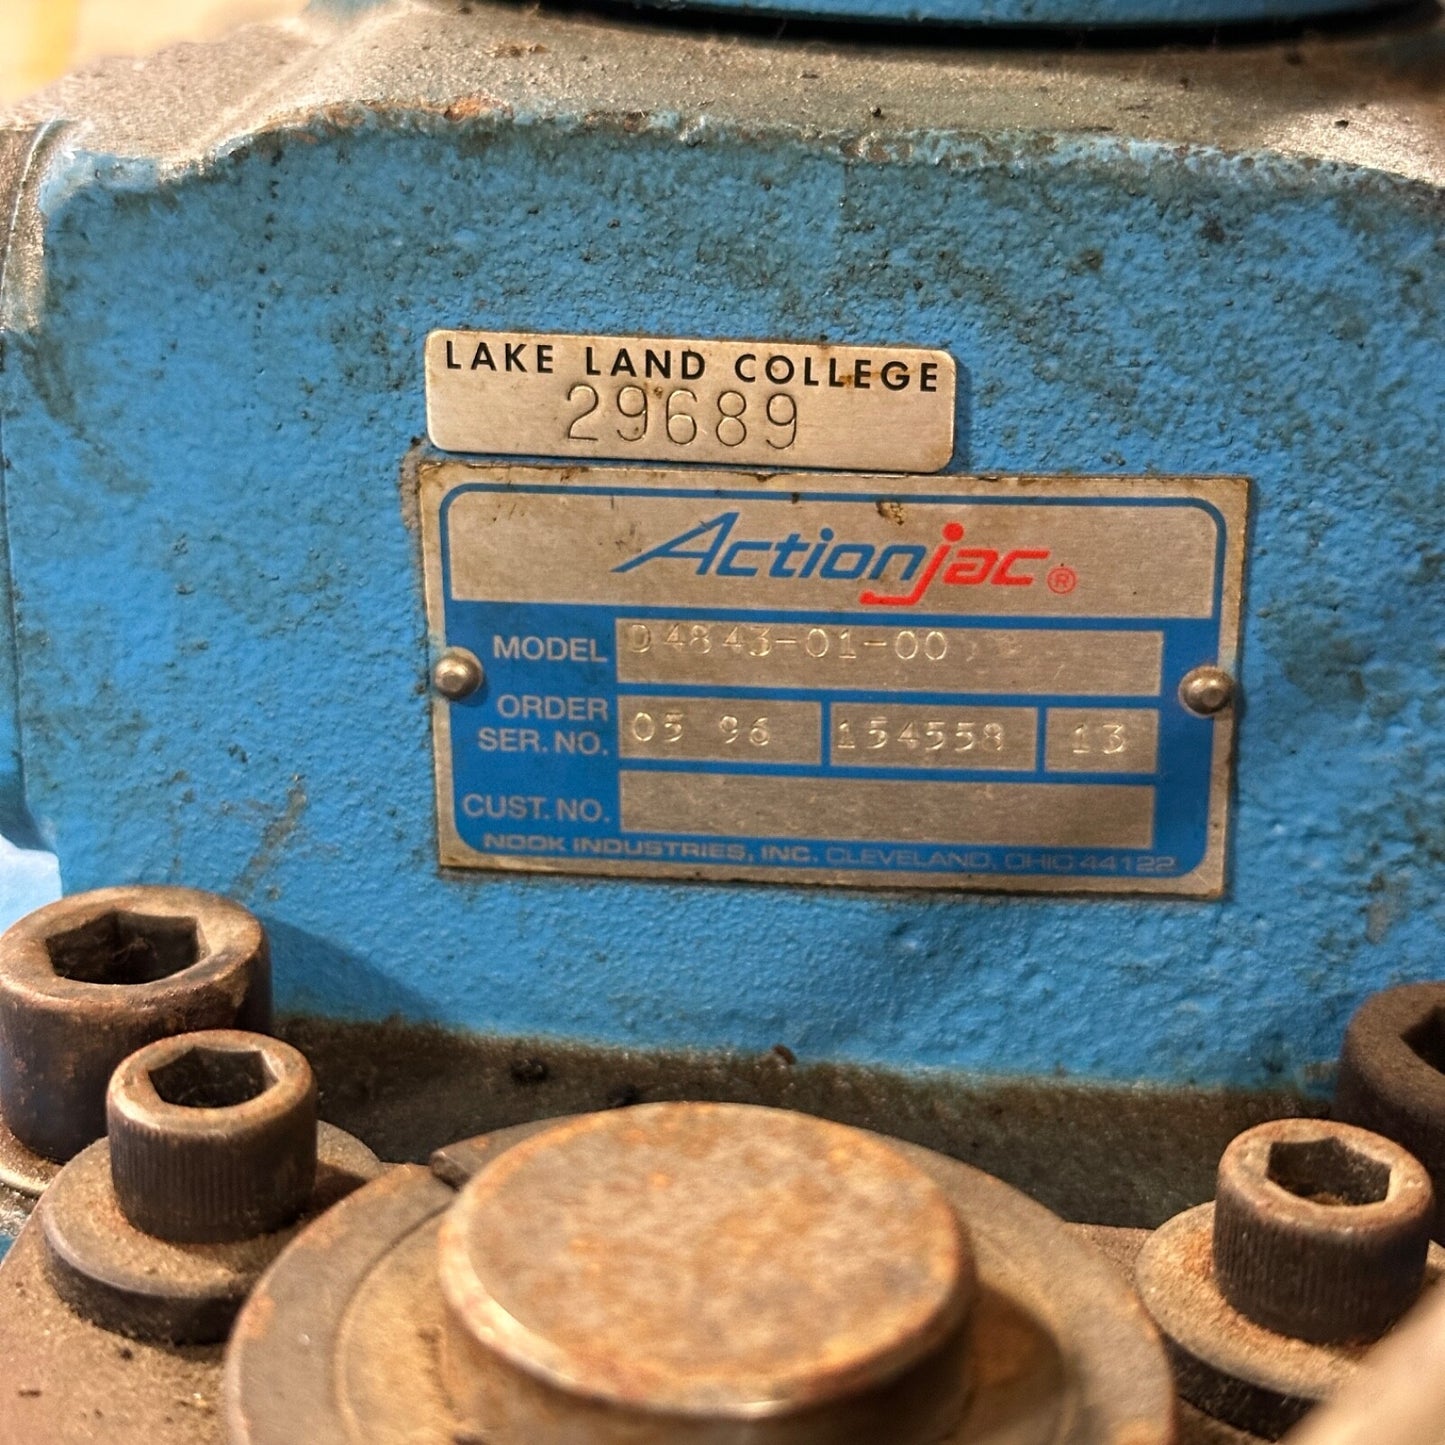 LAKE LAND COLLEGE
29689
Actionjac®
MODEL D4843-01-00
ORDER
SER. NO. 05 96 154558 13
CUST. NO.
NOOK INDUSTRIES, INC. CLEVELAND, OHIO 44122